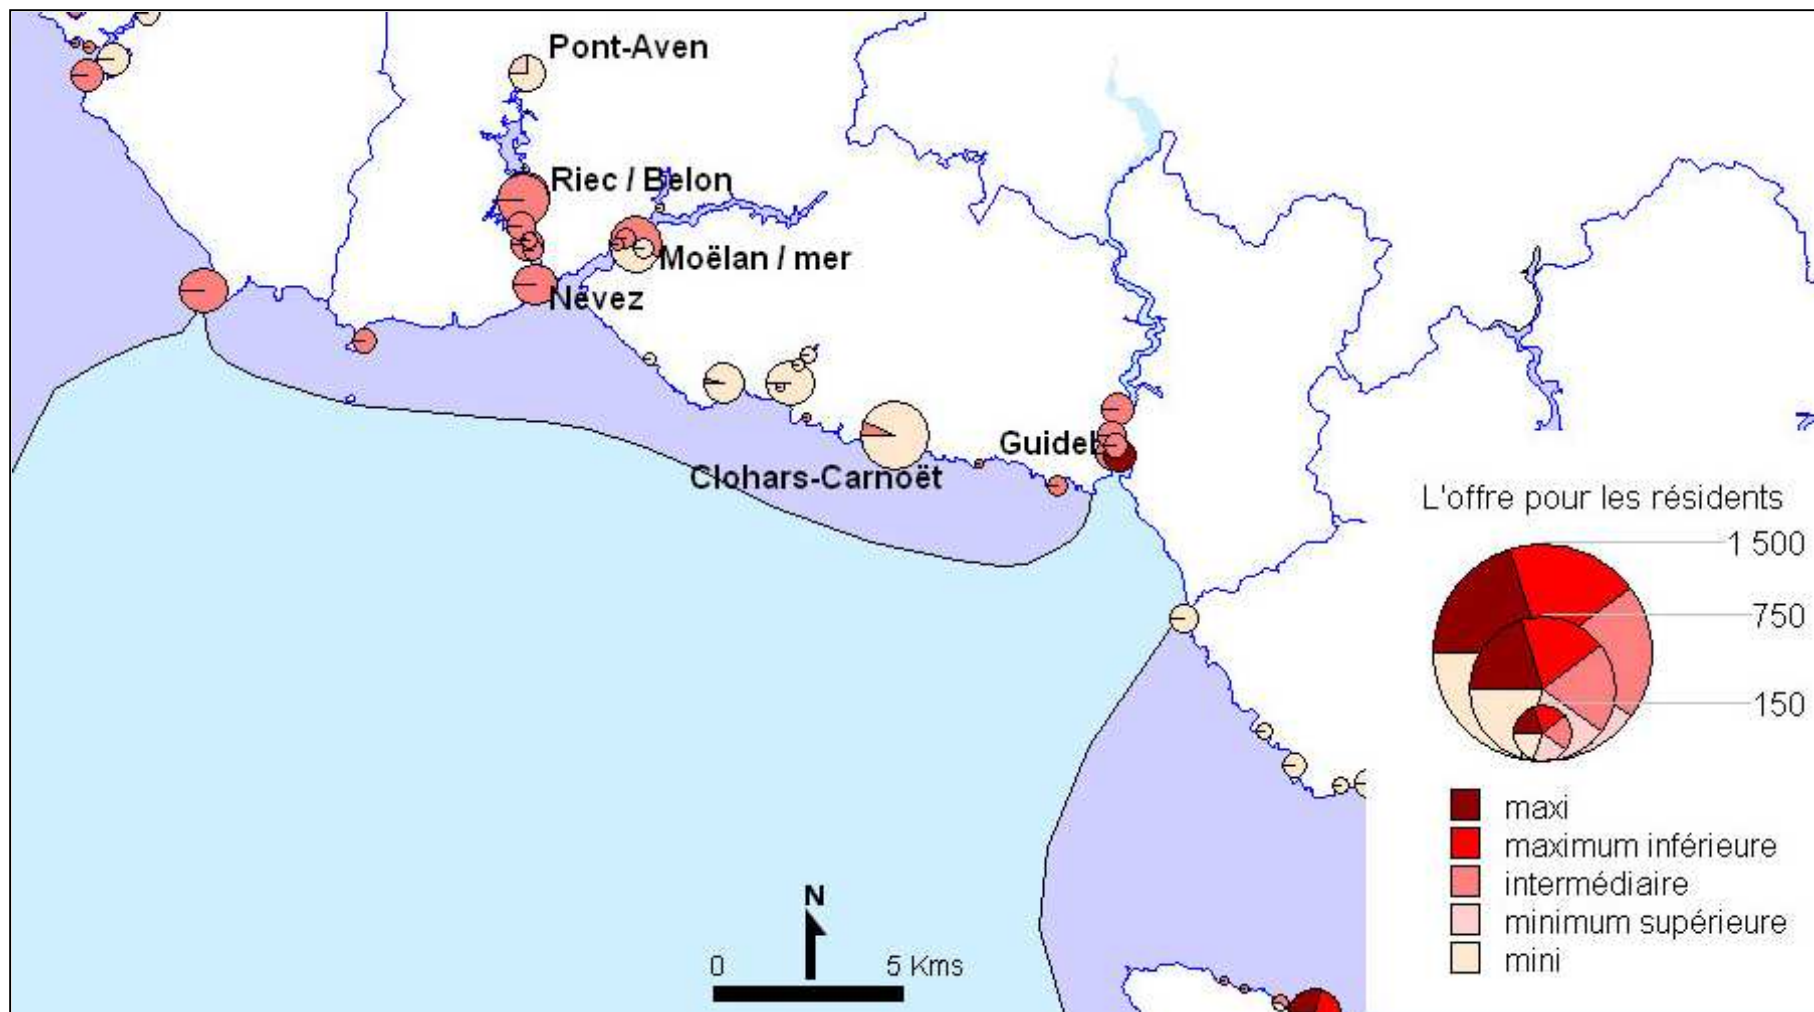 Pont-Aven
Riec / Belon
Moëlan / mer
Nevez
Guidel
Clohars-Carnoët
L'offre pour les résidents
1 500
750
150
maxi
maximum inférieure
intermédiaire
minimum supérieure
mini
N
0 5 Kms